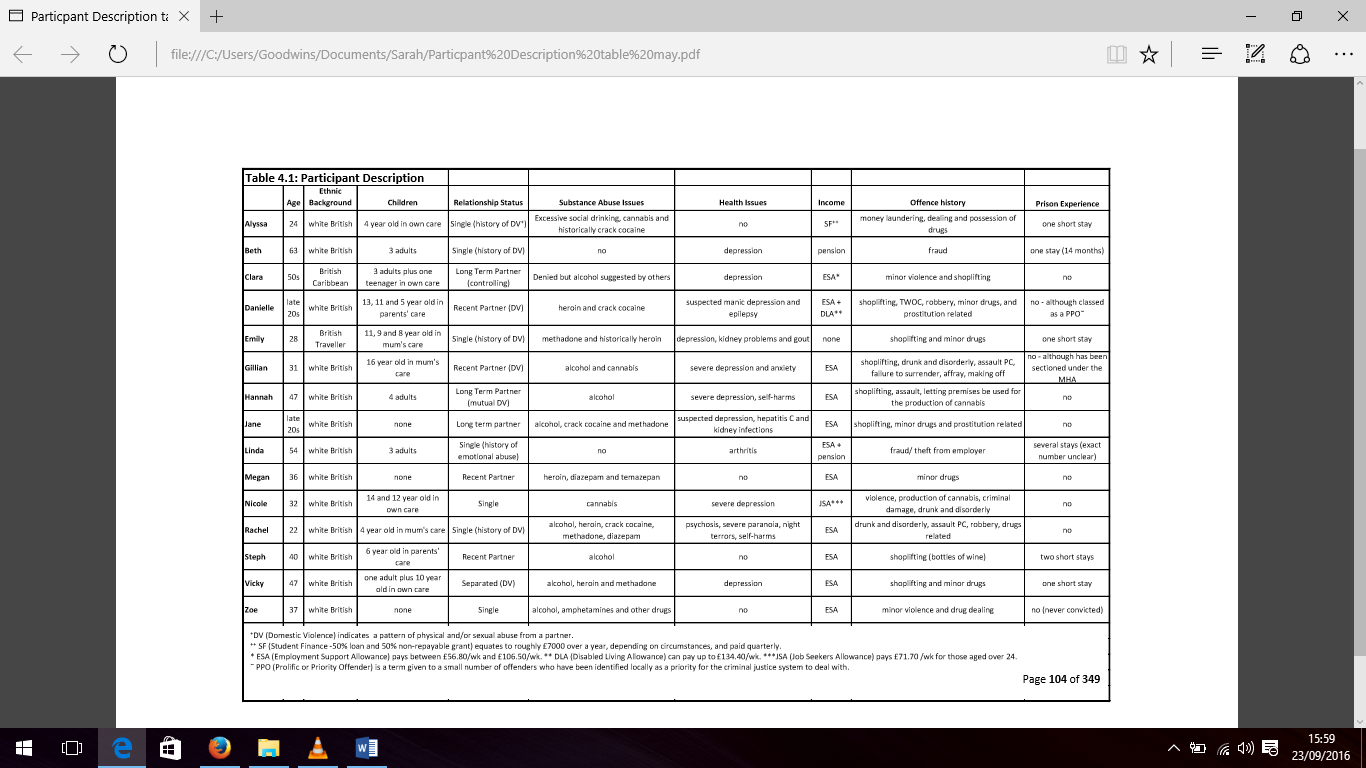 Particpant Description ta
file:///C:/Users/Goodwins/Documents/Sarah/Particpant%20Description%20table%20may.pdf
Table 4.1: Participant Description
Age Ethnic Background Children Relationship Status Substance Abuse Issues Health Issues Income Offence history Prison Experience
Alyssa 24 white British 4 year old in own care Single (history of DV⁺) Excessive social drinking, cannabis and historically crack cocaine no SF⁺⁺ money laundering, dealing and possession of drugs one short stay
Beth 63 white British 3 adults Single (history of DV) no depression pension fraud one stay (14 months)
Clara 50s British Caribbean 3 adults plus one teenager in own care Long Term Partner (controlling) Denied but alcohol suggested by others depression ESA* minor violence and shoplifting no
Danielle late 20s white British 13, 11 and 5 year old in parents' care Recent Partner (DV) heroin and crack cocaine suspected manic depression and epilepsy ESA + DLA** shoplifting, TWOC, robbery, minor drugs, and prostitution related no - although classed as a PPO~
Emily 28 British Traveller 11, 9 and 8 year old in mum's care Single (history of DV) methadone and historically heroin depression, kidney problems and gout none shoplifting and minor drugs one short stay
Gillian 31 white British 16 year old in mum's care Recent Partner (DV) alcohol and cannabis severe depression and anxiety ESA shoplifting, drunk and disorderly, assault PC, failure to surrender, affray, making off no - although has been sectioned under the MHA
Hannah 47 white British 4 adults Long Term Partner (mutual DV) alcohol severe depression, self-harms ESA shoplifting, assault, letting premises be used for the production of cannabis no
Jane late 20s white British none Long term partner alcohol, crack cocaine and methadone suspected depression, hepatitis C and kidney infections ESA shoplifting, minor drugs and prostitution related no
Linda 54 white British 3 adults Single (history of emotional abuse) no arthritis ESA + pension fraud/ theft from employer several stays (exact number unclear)
Megan 36 white British none Recent Partner heroin, diazepam and temazepan no ESA minor drugs no
Nicole 32 white British 14 and 12 year old in own care Single cannabis severe depression JSA*** violence, production of cannabis, criminal damage, drunk and disorderly no
Rachel 22 white British 4 year old in mum's care Single (history of DV) alcohol, heroin, crack cocaine, methadone, diazepam psychosis, severe paranoia, night terrors, self-harms ESA drunk and disorderly, assault PC, robbery, drugs related no
Steph 40 white British 6 year old in parents' care Recent Partner alcohol no ESA shoplifting (bottles of wine) two short stays
Vicky 47 white British one adult plus 10 year old in own care Separated (DV) alcohol, heroin and methadone depression ESA shoplifting and minor drugs one short stay
Zoe 37 white British none Single alcohol, amphetamines and other drugs no ESA minor violence and drug dealing no (never convicted)
⁺DV (Domestic Violence) indicates a pattern of physical and/or sexual abuse from a partner.
⁺⁺ SF (Student Finance -50% loan and 50% non-repayable grant) equates to roughly £7000 over a year, depending on circumstances, and paid quarterly.
* ESA (Employment Support Allowance) pays between £56.80/wk and £106.50/wk. ** DLA (Disabled Living Allowance) can pay up to £134.40/wk. ***JSA (Job Seekers Allowance) pays £71.70 /wk for those aged over 24.
~ PPO (Prolific or Priority Offender) is a term given to a small number of offenders who have been identified locally as a priority for the criminal justice system to deal with.
Page 104 of 349
15:59
23/09/2016